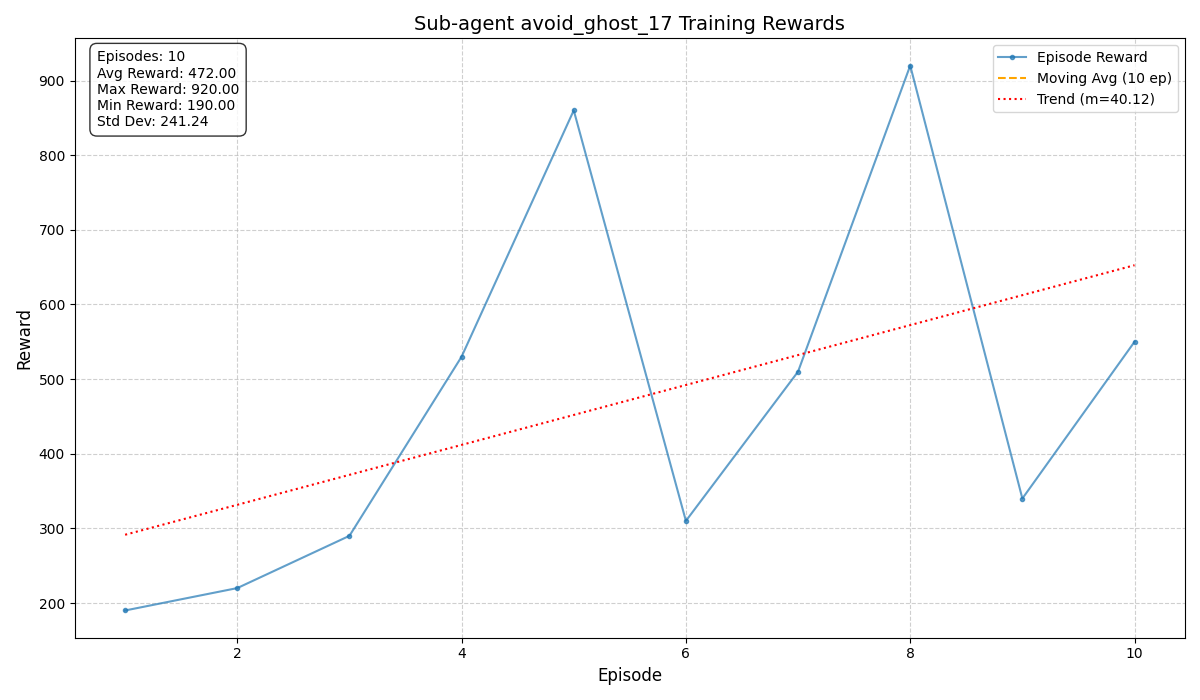 Sub-agent avoid_ghost_17 Training Rewards
Episodes: 10
Avg Reward: 472.00
Max Reward: 920.00
Min Reward: 190.00
Std Dev: 241.24
Episode Reward
Moving Avg (10 ep)
Trend (m=40.12)
Reward
900
800
700
600
500
400
300
200
2 4 6 8 10
Episode